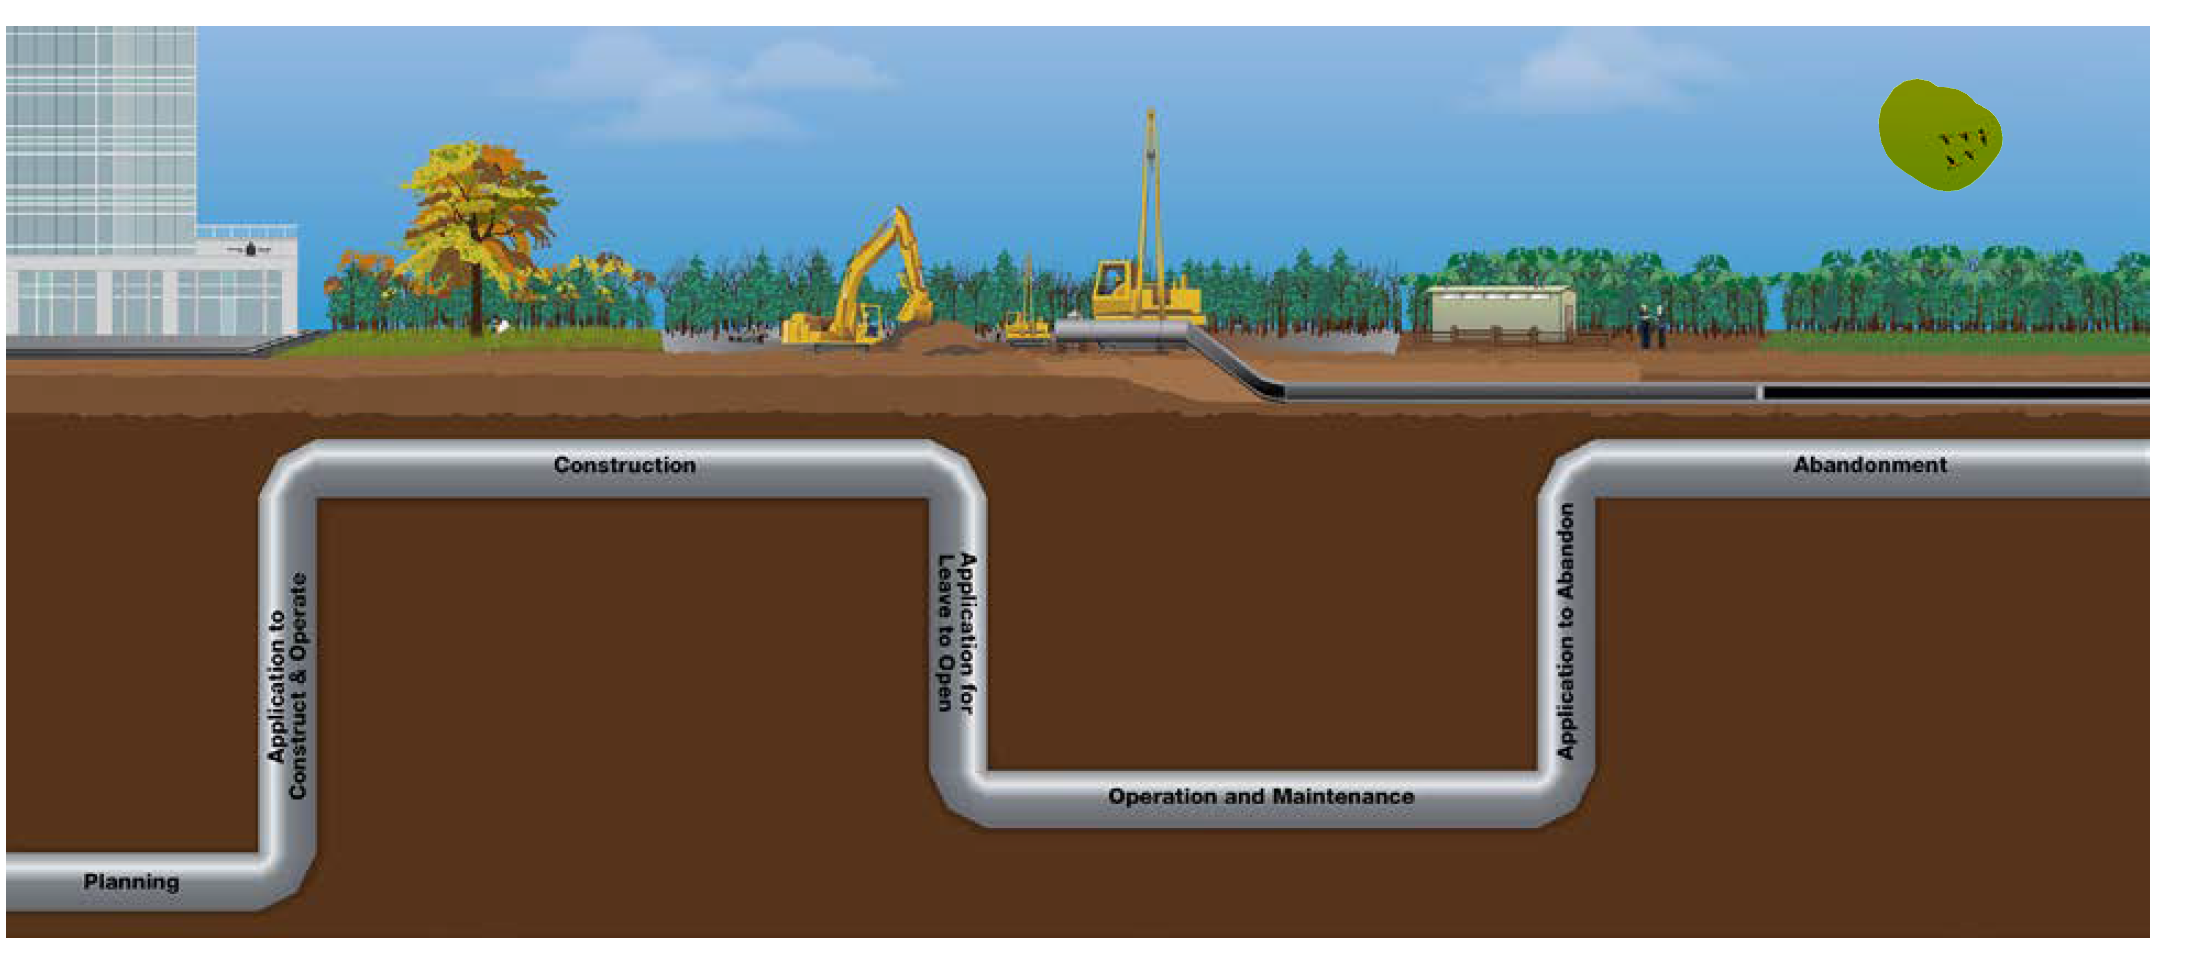 Construction
Abandonment
Application to
Construct & Operate
Application for
Leave to Open
Application to Abandon
Operation and Maintenance
Planning